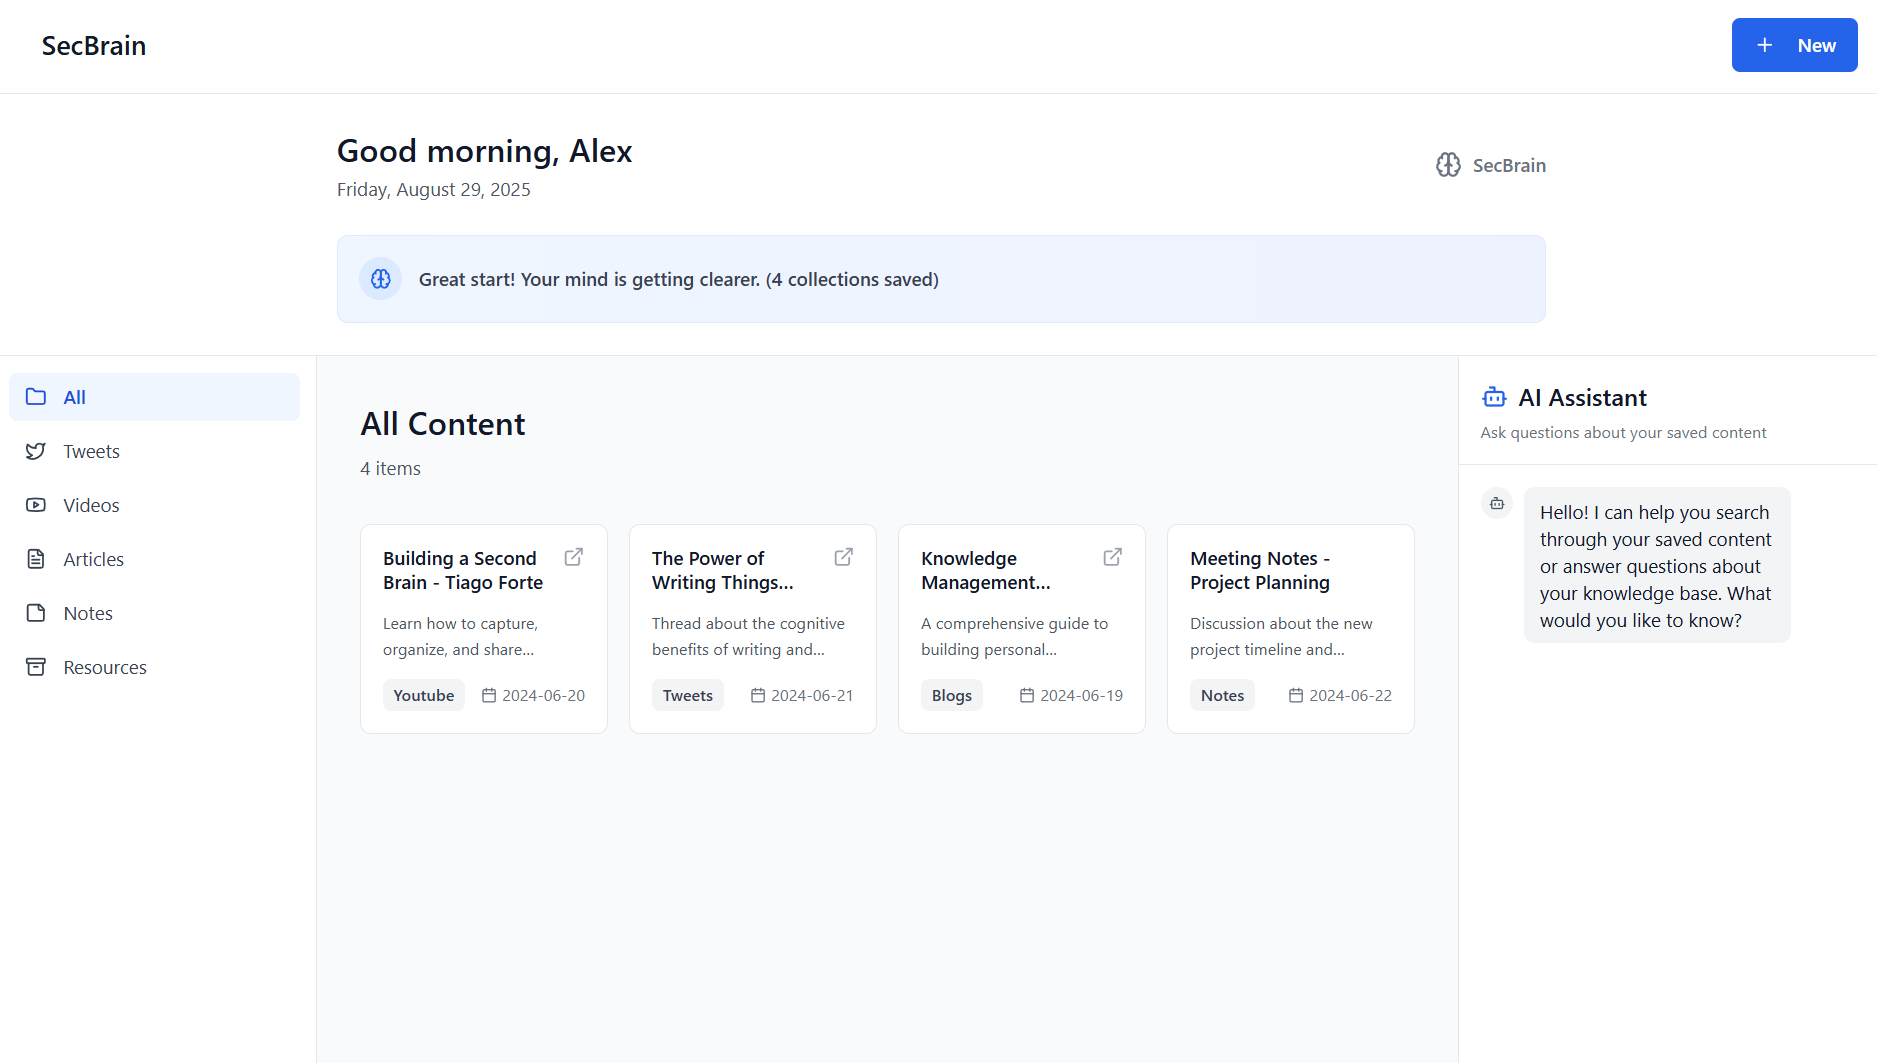 SecBrain
New
Good morning, Alex
Friday, August 29, 2025
SecBrain
Great start! Your mind is getting clearer. (4 collections saved)
All
Tweets
Videos
Articles
Notes
Resources
All Content
4 items
Building a Second
Brain - Tiago Forte
Learn how to capture,
organize, and share...
Youtube
2024-06-20
The Power of
Writing Things...
Thread about the cognitive
benefits of writing and...
Tweets
2024-06-21
Knowledge
Management...
A comprehensive guide to
building personal...
Blogs
2024-06-19
Meeting Notes -
Project Planning
Discussion about the new
project timeline and...
Notes
2024-06-22
AI Assistant
Ask questions about your saved content
Hello! I can help you search
through your saved content
or answer questions about
your knowledge base. What
would you like to know?